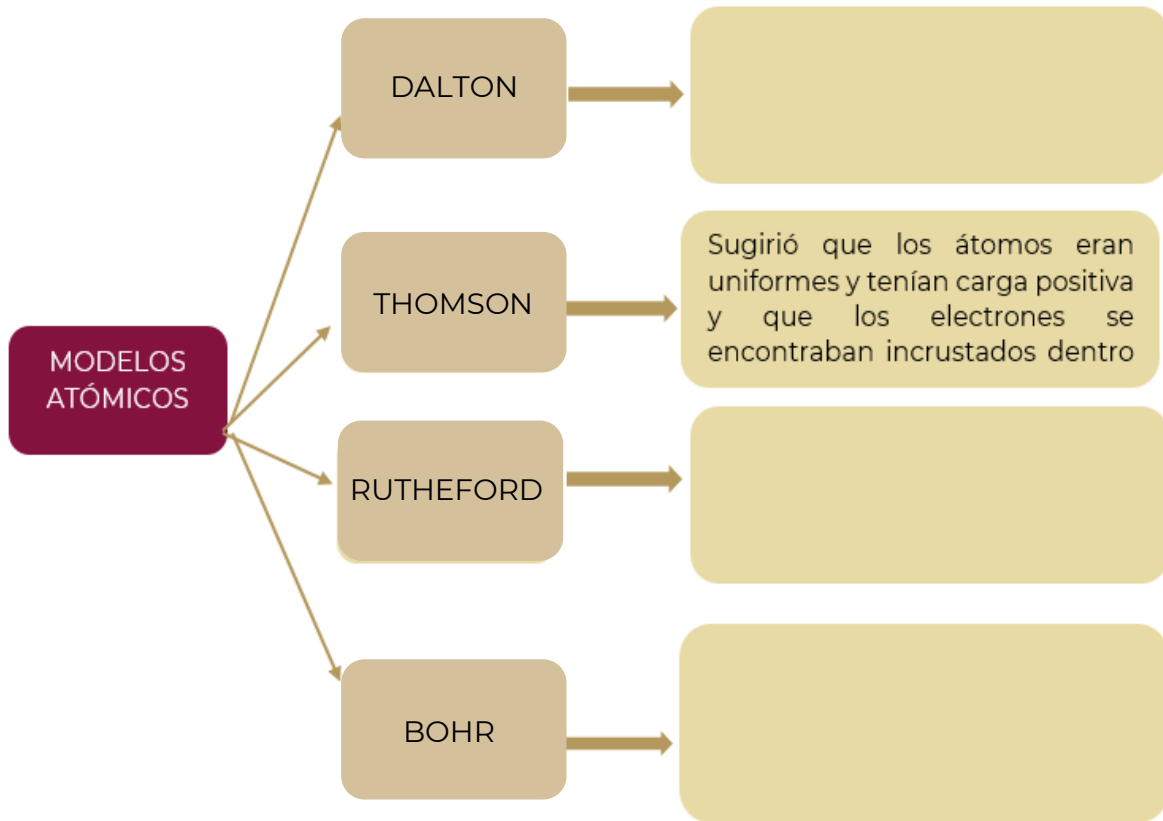 DALTON
THOMSON
Sugirió que los átomos eran
uniformes y tenían carga positiva
y que los electrones se
encontraban incrustados dentro
MODELOS
ATÓMICOS
RUTHEFORD
BOHR